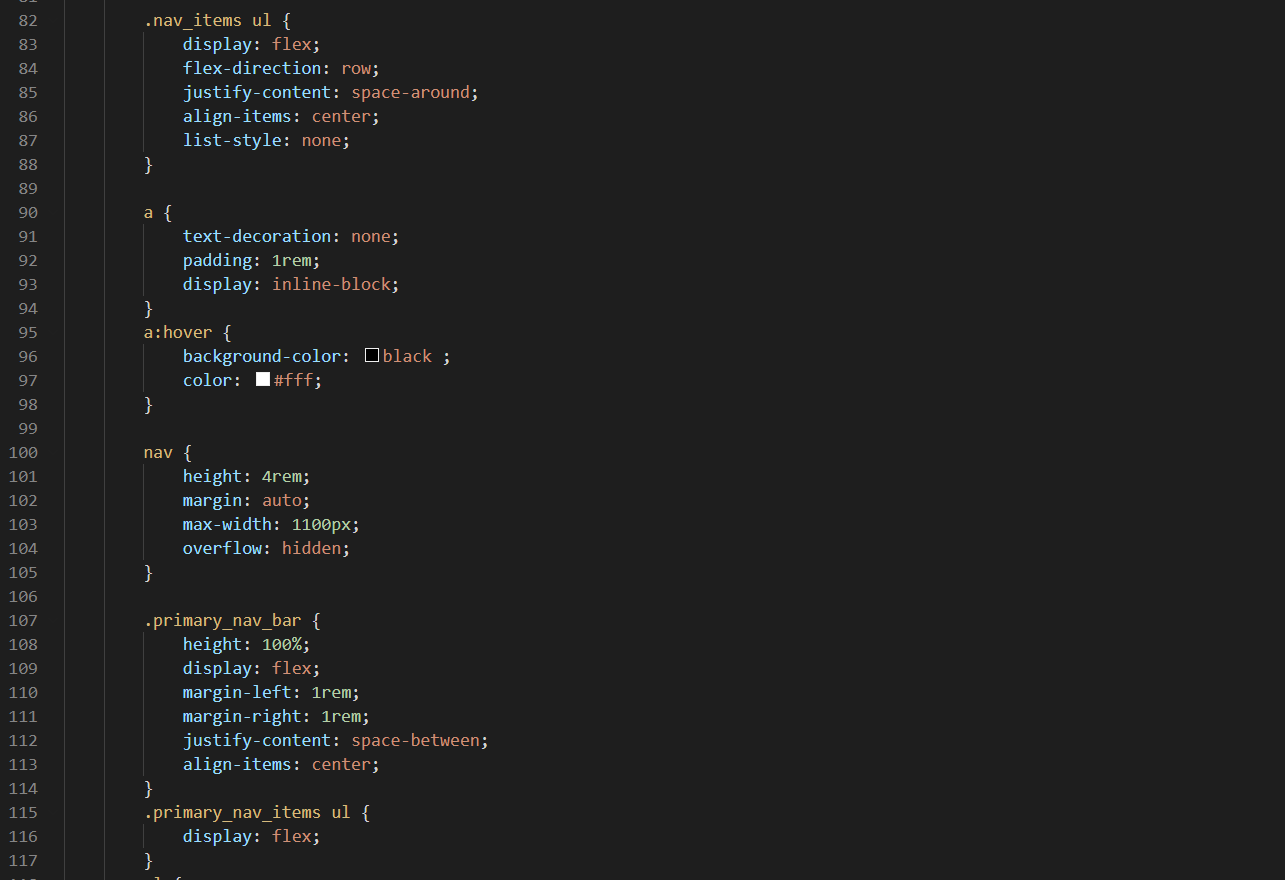 82 .nav_items ul {
83 display: flex;
84 flex-direction: row;
85 justify-content: space-around;
86 align-items: center;
87 list-style: none;
88 }
89
90 a {
91 text-decoration: none;
92 padding: 1rem;
93 display: inline-block;
94 }
95 a:hover {
96 background-color: black ;
97 color: #fff;
98 }
99
100 nav {
101 height: 4rem;
102 margin: auto;
103 max-width: 1100px;
104 overflow: hidden;
105 }
106
107 .primary_nav_bar {
108 height: 100%;
109 display: flex;
110 margin-left: 1rem;
111 margin-right: 1rem;
112 justify-content: space-between;
113 align-items: center;
114 }
115 .primary_nav_items ul {
116 display: flex;
117 }